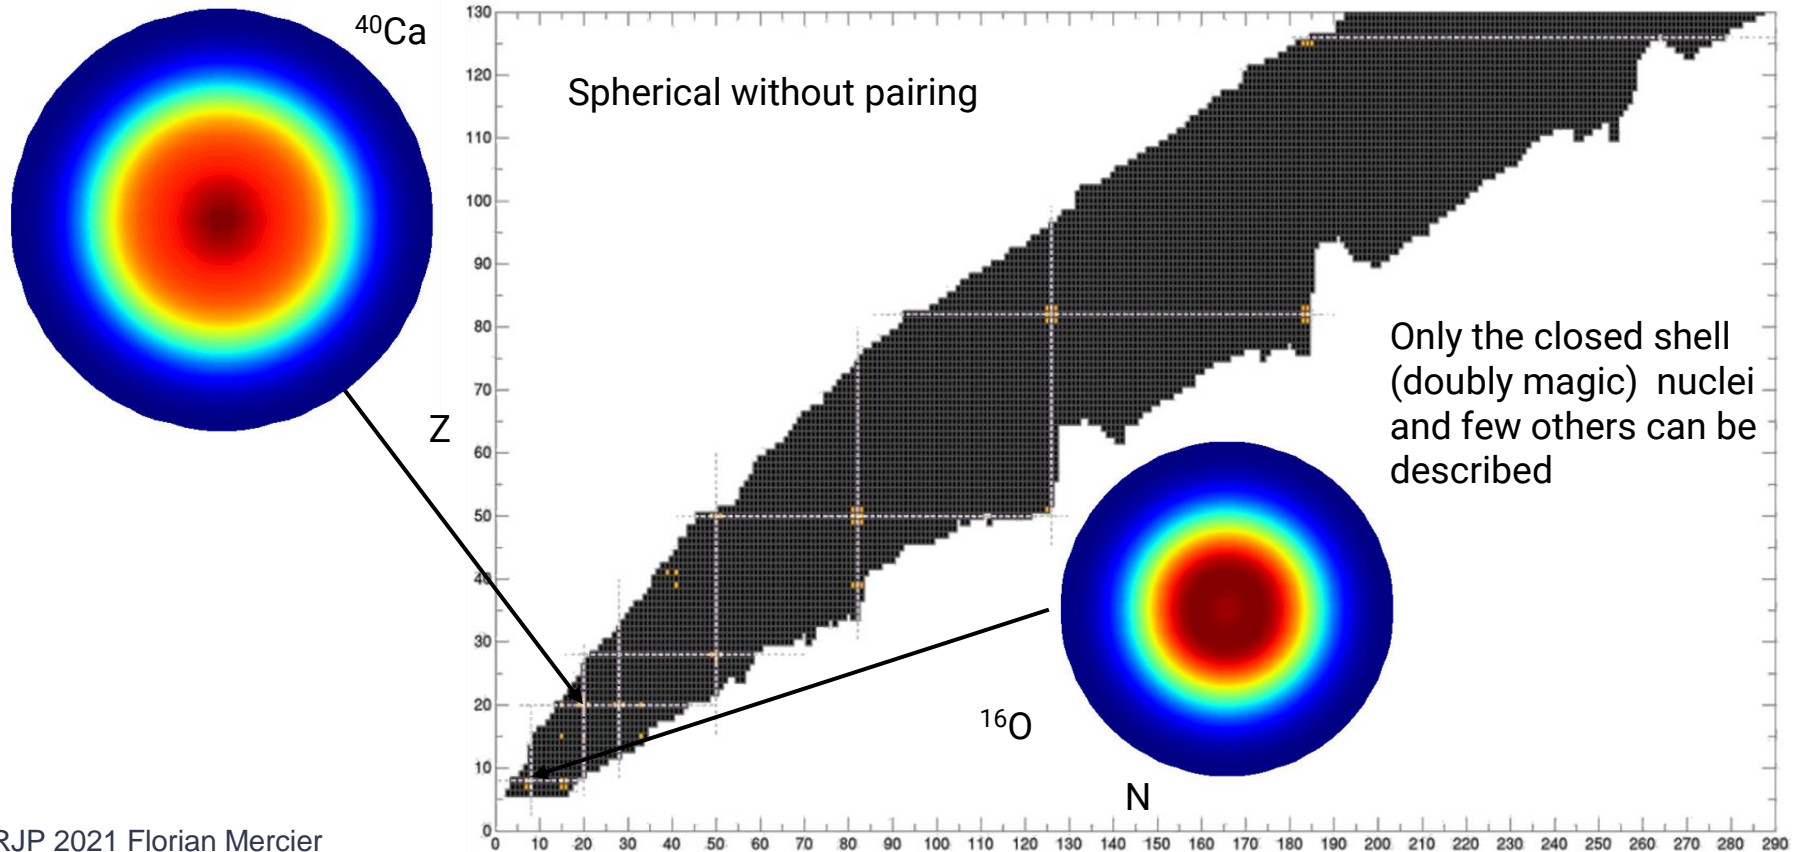 ⁴⁰Ca
Spherical without pairing
Only the closed shell
(doubly magic)  nuclei
and few others can be
described
Z
¹⁶O
N
130
120
110
100
90
80
70
60
50
40
30
20
10
0
0 10 20 30 40 50 60 70 80 90 100 110 120 130 140 150 160 170 180 190 200 210 220 230 240 250 260 270 280 290
RJP 2021 Florian Mercier